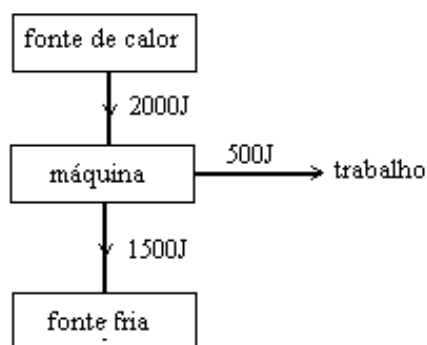 fonte de calor
2000J
500J
máquina
trabalho
1500J
fonte fria